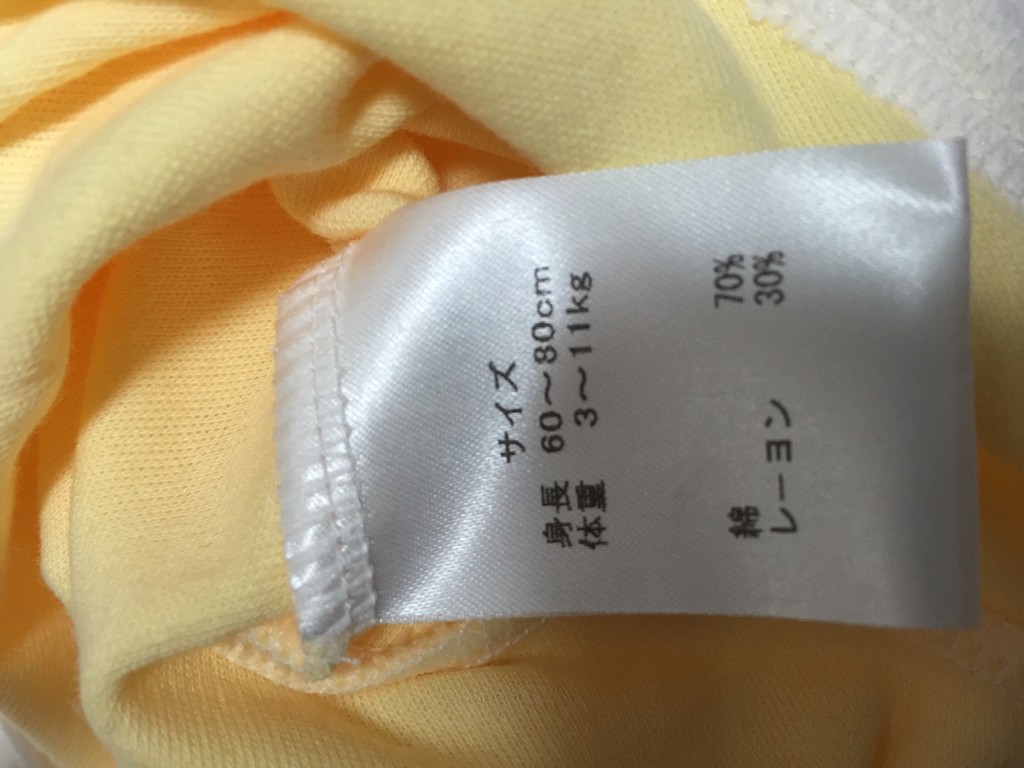 サイズ
身長 60～80cm
体重 3～11kg
綿 70%
レーヨン 30%